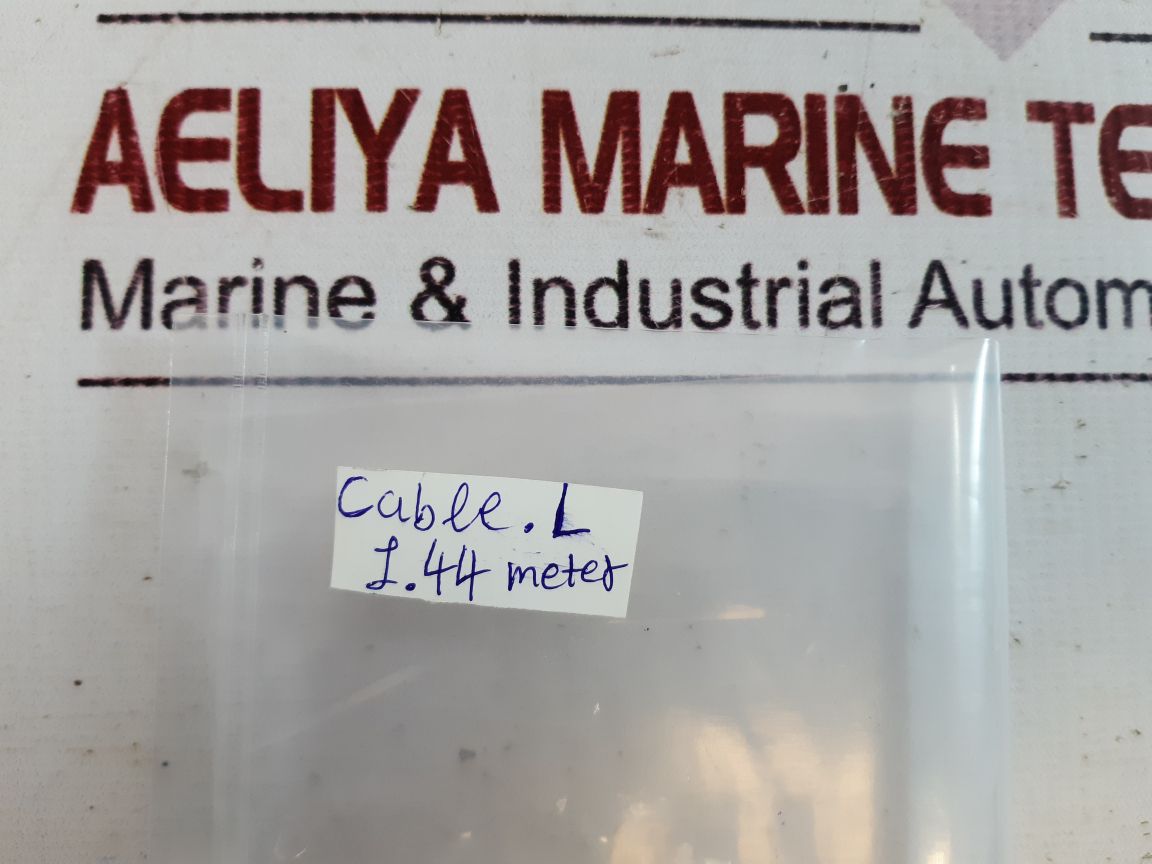 AELIYA MARINE TE
Marine & Industrial Autom
Cable. L
1.44 meter